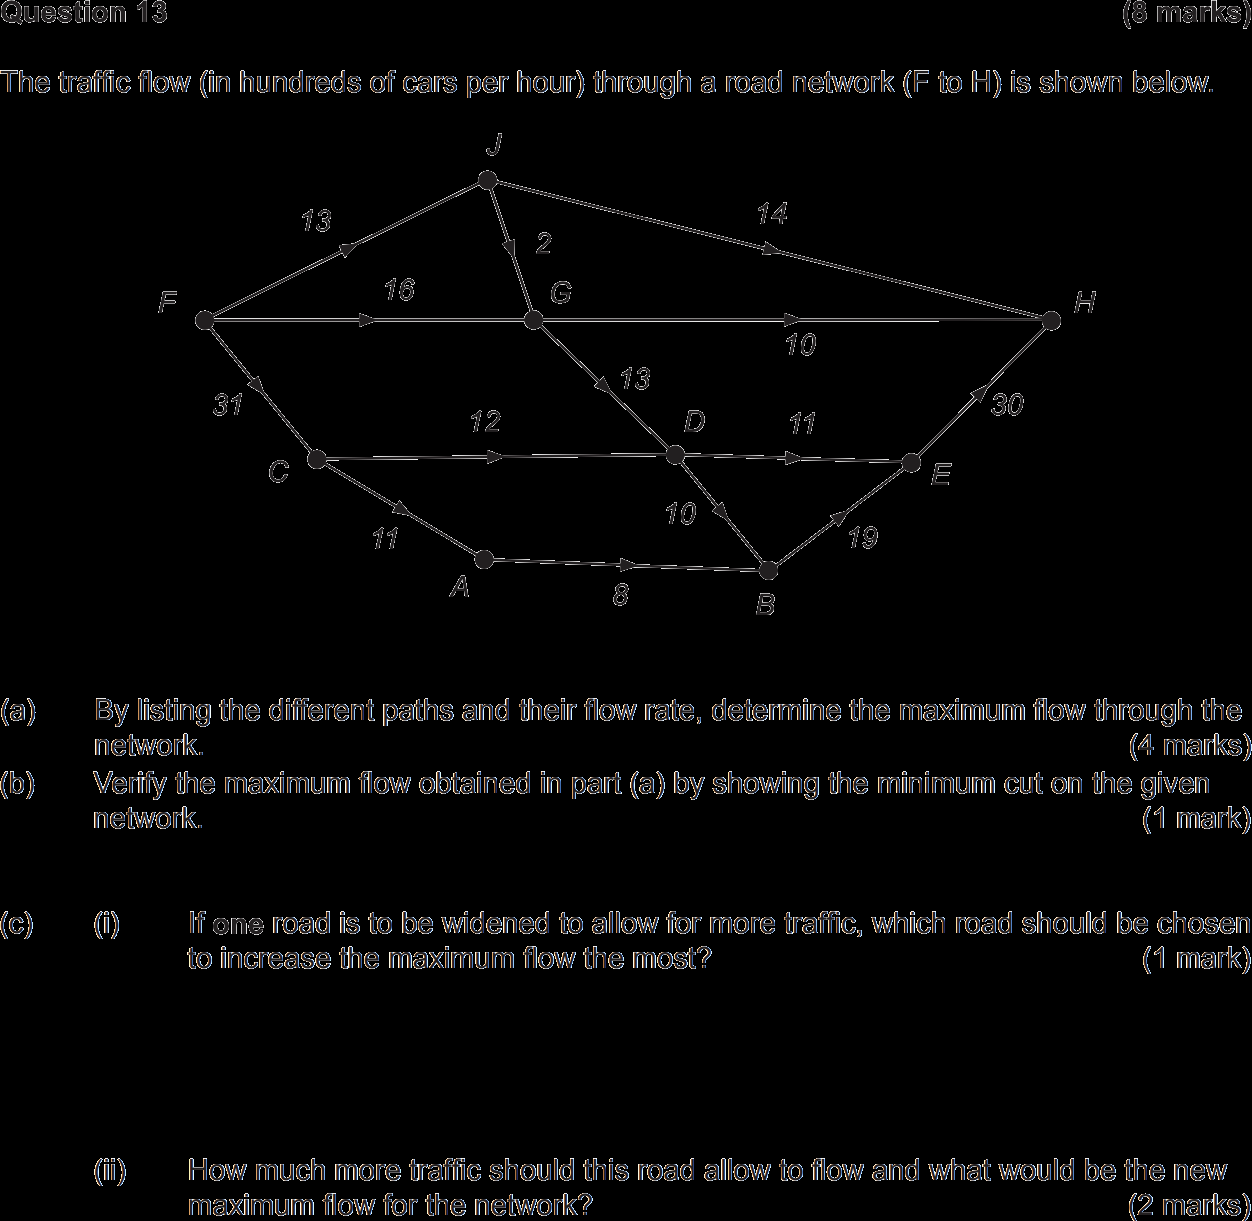 Question 13 (8 marks)
The traffic flow (in hundreds of cars per hour) through a road network (F to H) is shown below.
J
13
14
2
F
16
G
H
10
31
13
30
12
D
11
C
E
11
10
19
A
8
B
(a) By listing the different paths and their flow rate, determine the maximum flow through the
network. (4 marks)
(b) Verify the maximum flow obtained in part (a) by showing the minimum cut on the given
network. (1 mark)
(c) (i) If one road is to be widened to allow for more traffic, which road should be chosen
to increase the maximum flow the most? (1 mark)
(ii) How much more traffic should this road allow to flow and what would be the new
maximum flow for the network? (2 marks)